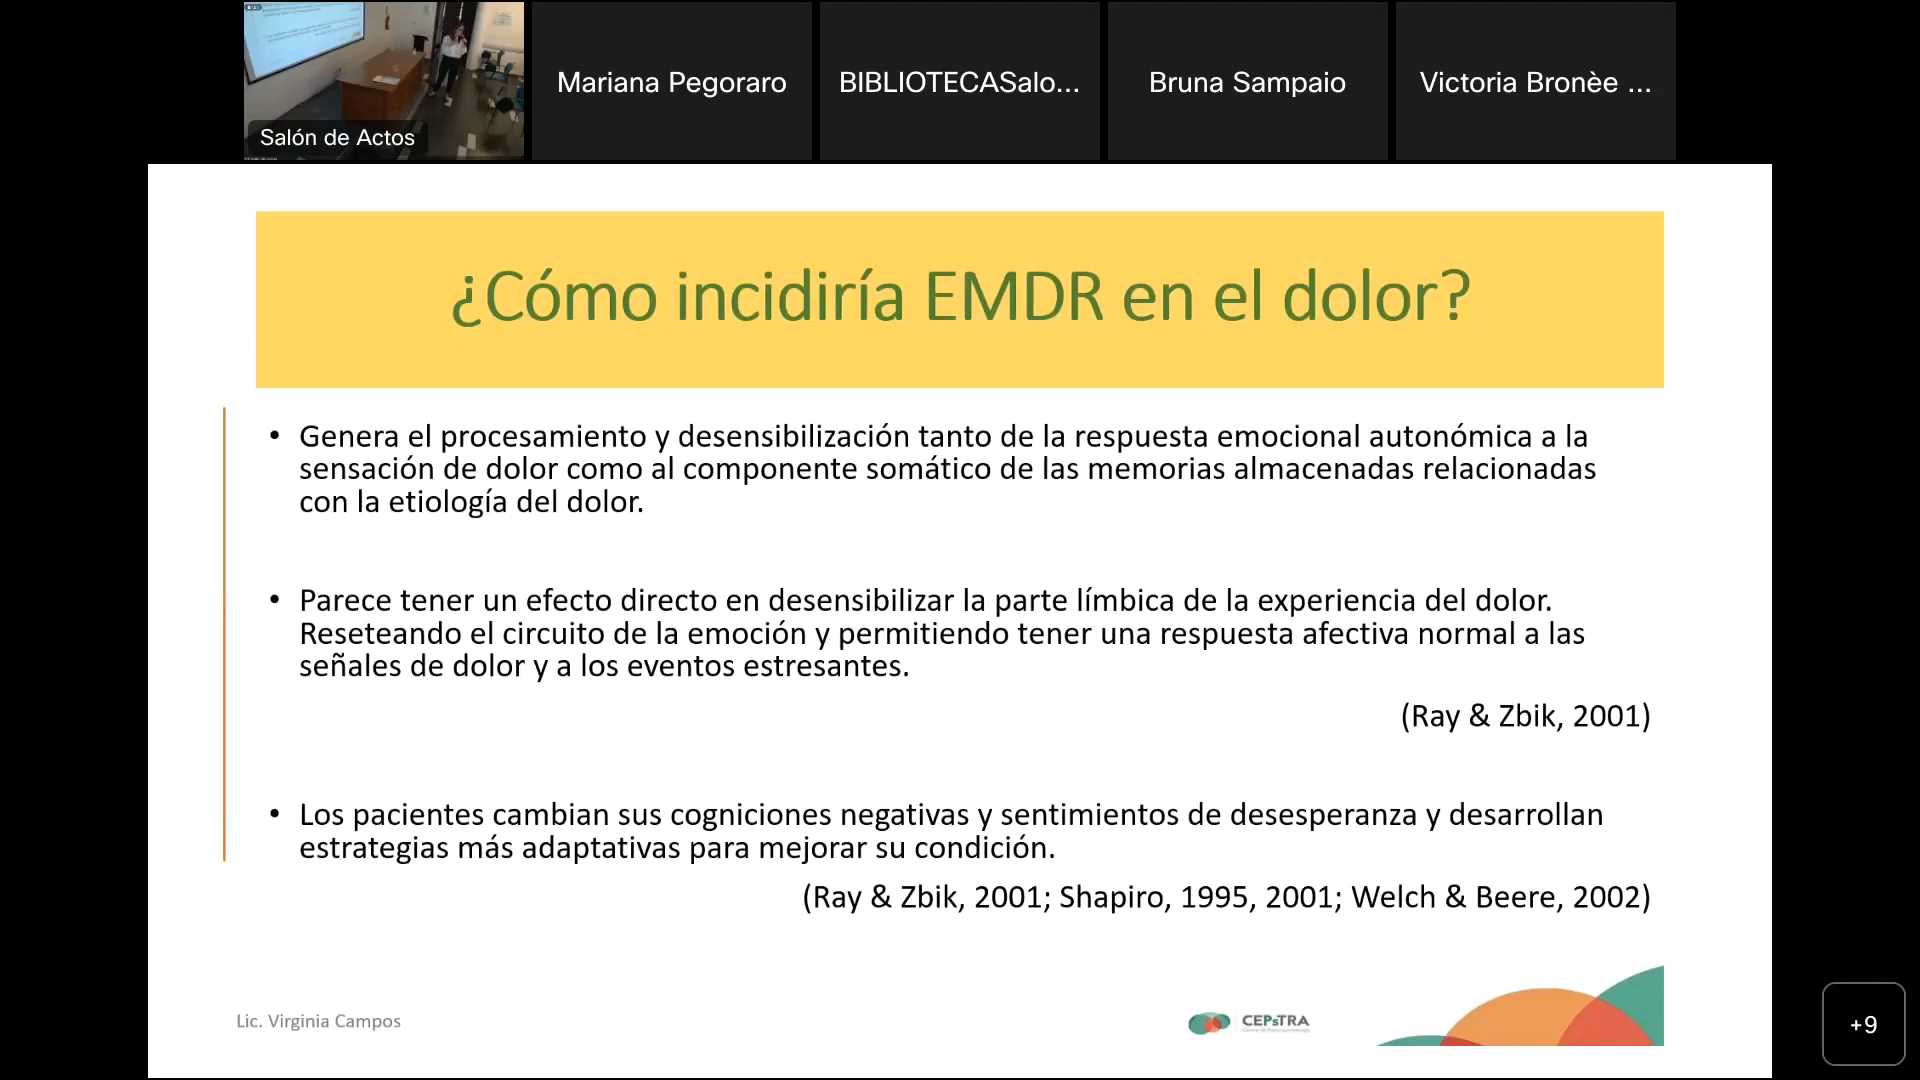 Salón de Actos
Mariana Pegoraro
BIBLIOTECASalo...
Bruna Sampaio
Victoria Bronèe ...
¿Cómo incidiría EMDR en el dolor?
• Genera el procesamiento y desensibilización tanto de la respuesta emocional autonómica a la
sensación de dolor como al componente somático de las memorias almacenadas relacionadas
con la etiología del dolor.
• Parece tener un efecto directo en desensibilizar la parte límbica de la experiencia del dolor.
Reseteando el circuito de la emoción y permitiendo tener una respuesta afectiva normal a las
señales de dolor y a los eventos estresantes.
(Ray & Zbik, 2001)
• Los pacientes cambian sus cogniciones negativas y sentimientos de desesperanza y desarrollan
estrategias más adaptativas para mejorar su condición.
(Ray & Zbik, 2001; Shapiro, 1995, 2001; Welch & Beere, 2002)
Lic. Virginia Campos
CEPsTRA
+9